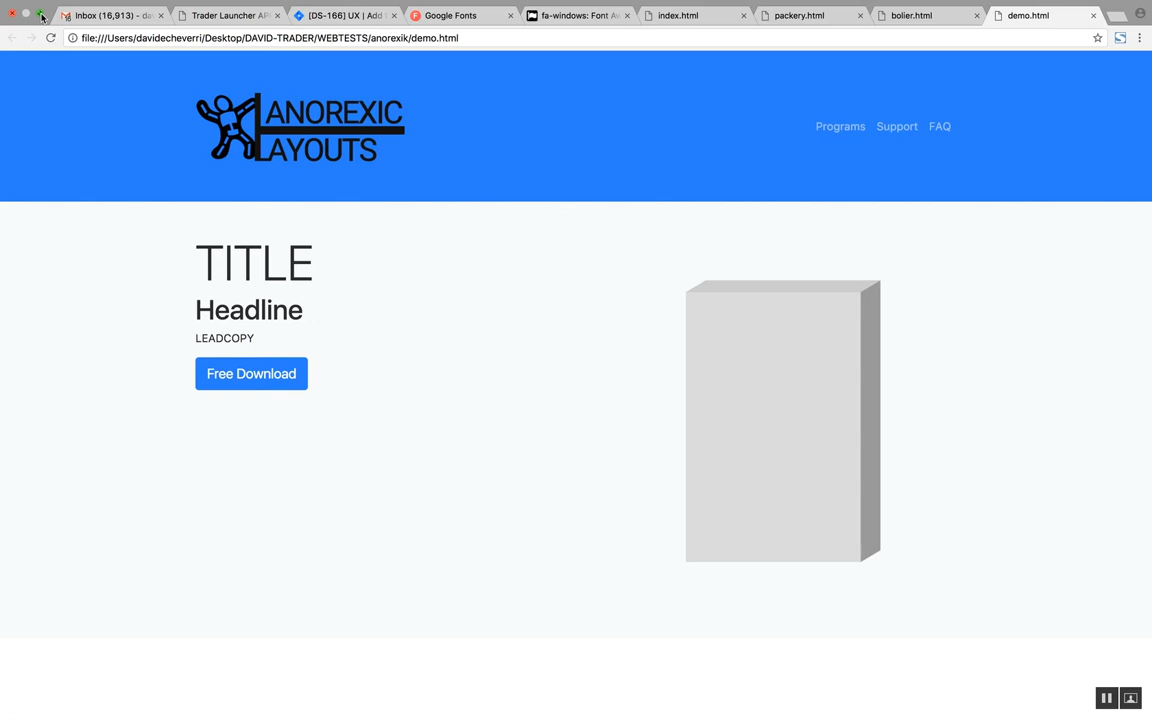 Inbox (16,913) - da
Trader Launcher AP
[DS-166] UX | Add
Google Fonts
fa-windows: Font Aw
index.html
packery.html
bolier.html
demo.html
file:///Users/davidecheverri/Desktop/DAVID-TRADER/WEBTESTS/anorexik/demo.html
ANOREXIC
LAYOUTS
Programs Support FAQ
TITLE
Headline
LEADCOPY
Free Download